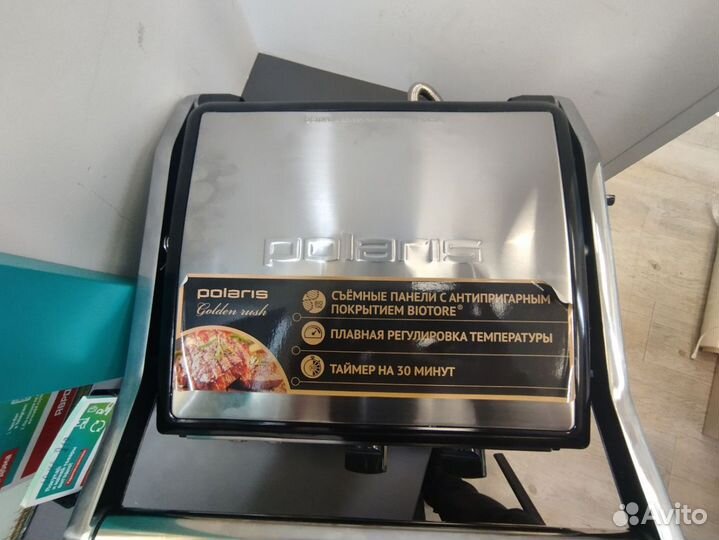 polaris
polaris
Golden rush
СЪЁМНЫЕ ПАНЕЛИ С АНТИПРИГАРНЫМ
ПОКРЫТИЕМ BIOTORE®
ПЛАВНАЯ РЕГУЛИРОВКА ТЕМПЕРАТУРЫ
ТАЙМЕР НА 30 МИНУТ
Avito